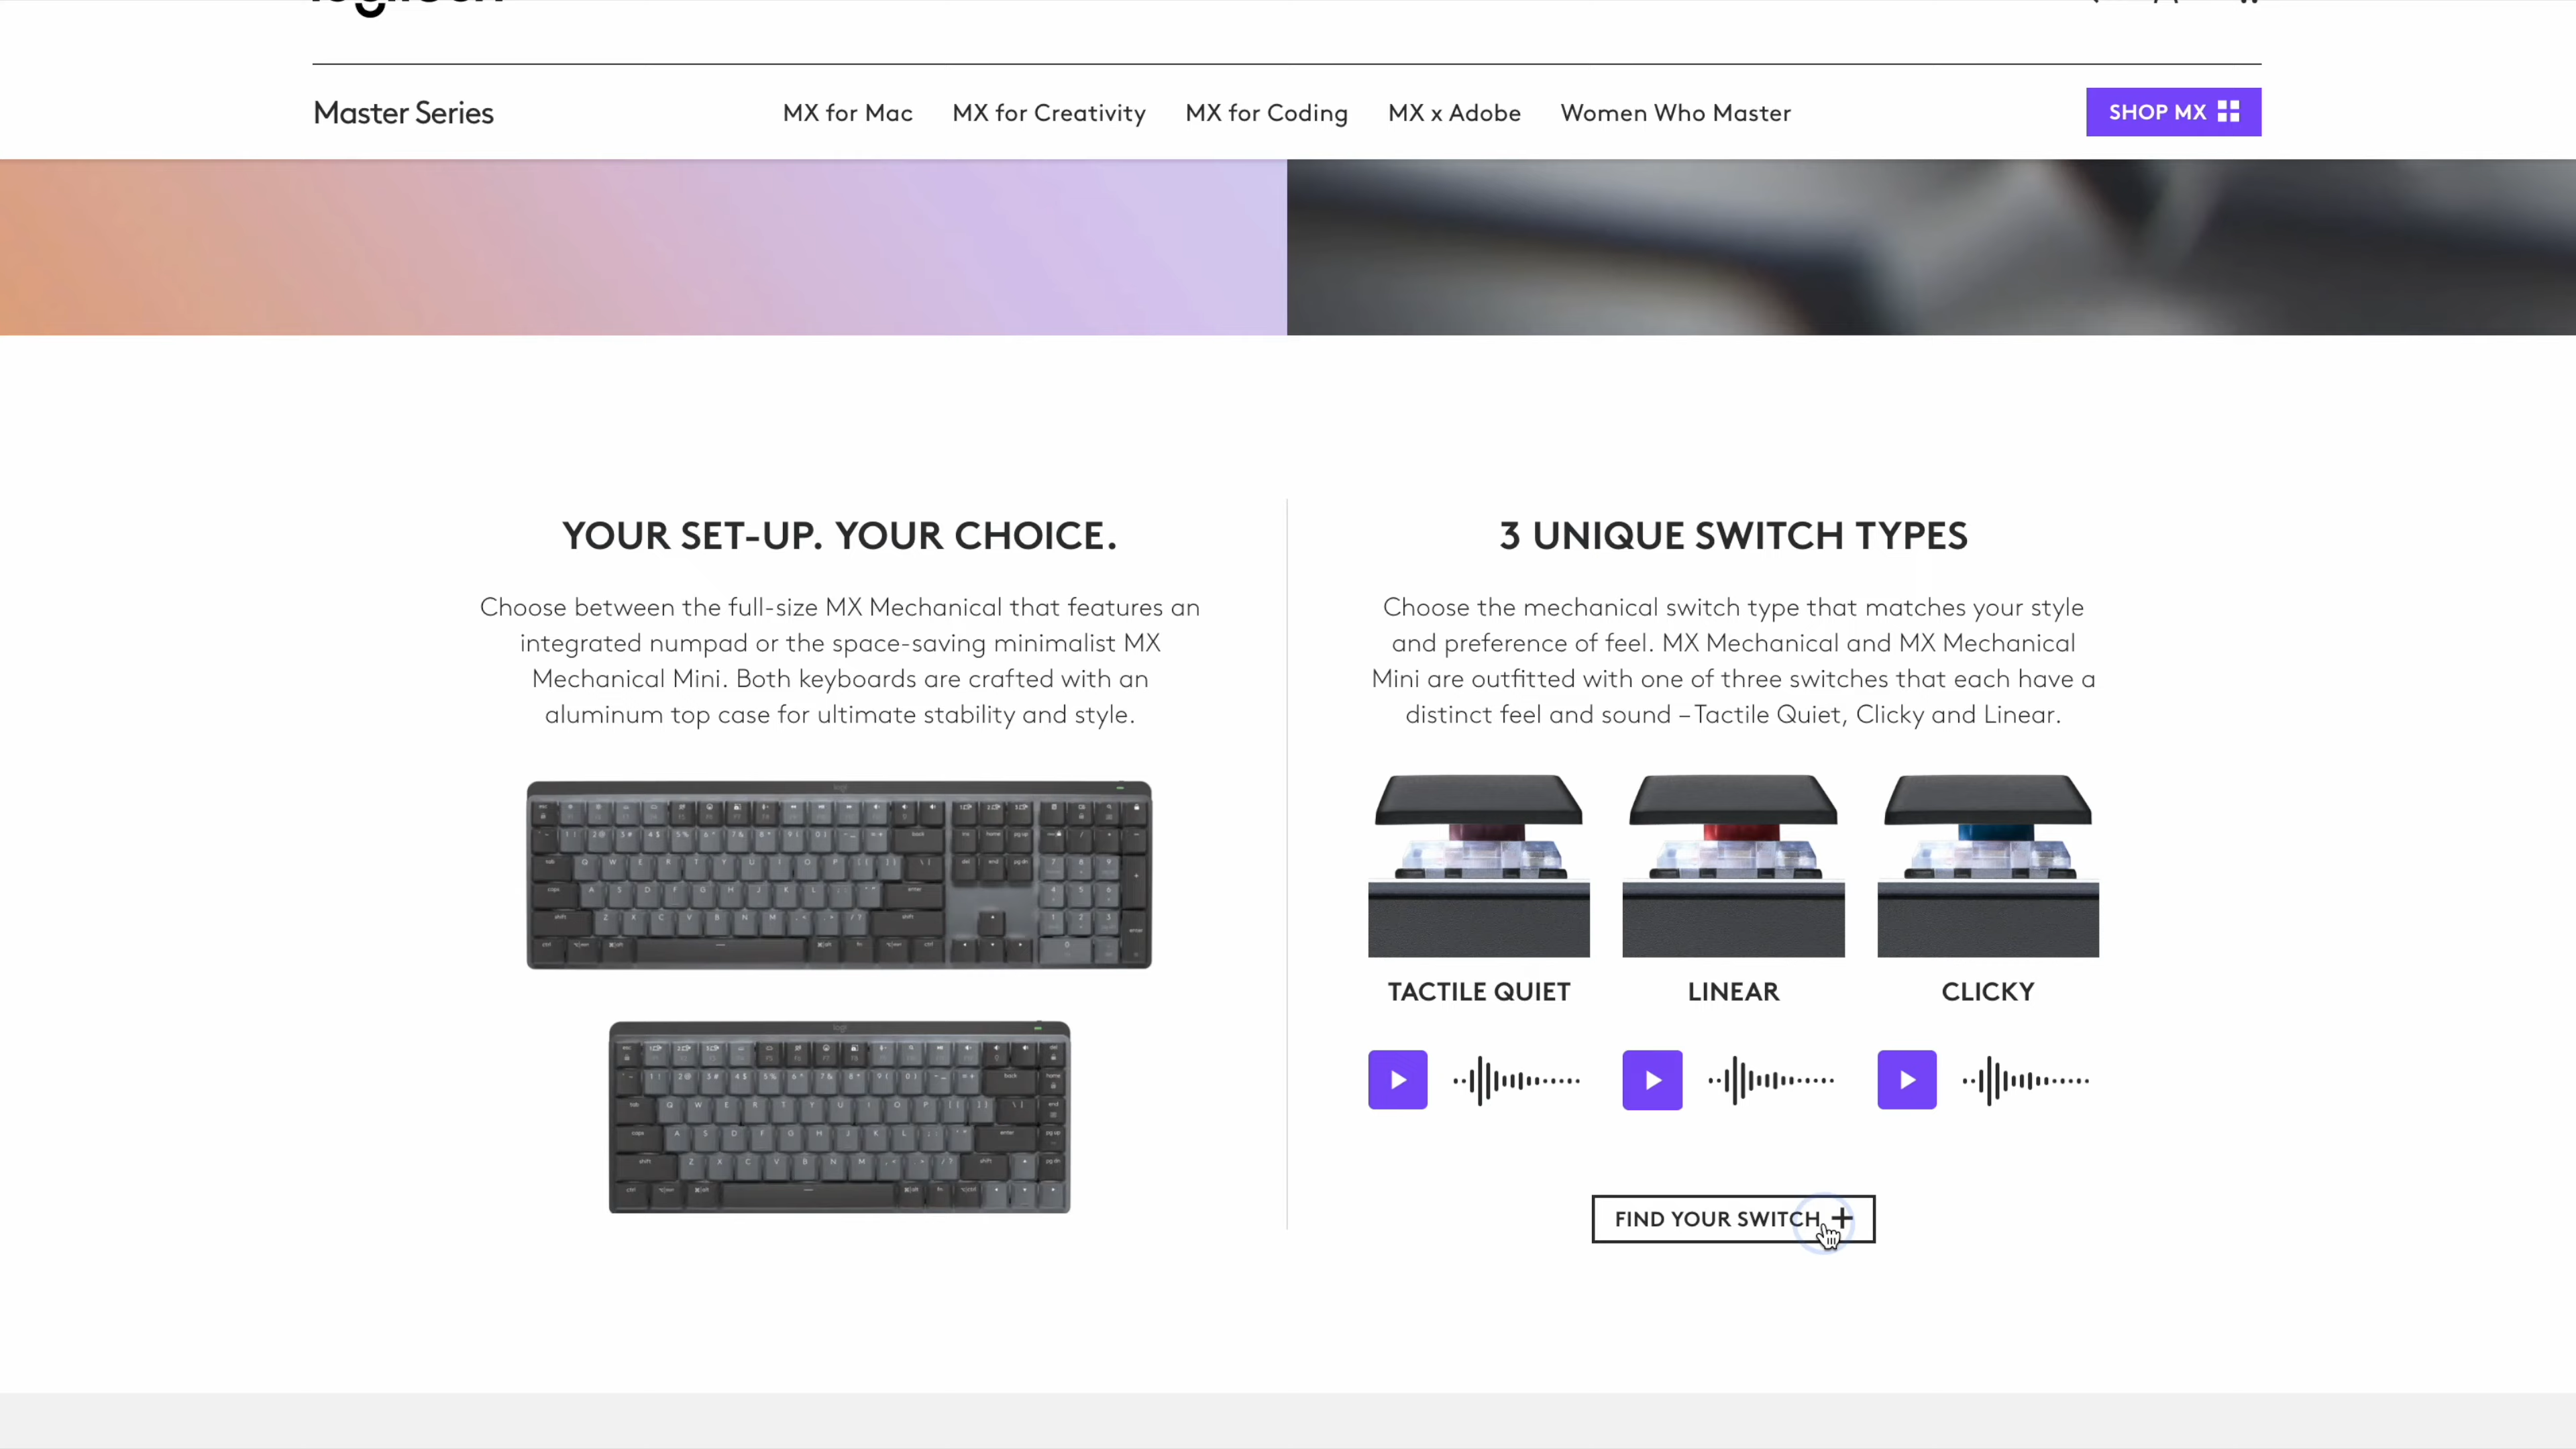 Master Series
MX for Mac
MX for Creativity
MX for Coding
MX x Adobe
Women Who Master
SHOP MX
YOUR SET-UP. YOUR CHOICE.
Choose between the full-size MX Mechanical that features an
integrated numpad or the space-saving minimalist MX
Mechanical Mini. Both keyboards are crafted with an
aluminum top case for ultimate stability and style.
3 UNIQUE SWITCH TYPES
Choose the mechanical switch type that matches your style
and preference of feel. MX Mechanical and MX Mechanical
Mini are outfitted with one of three switches that each have a
distinct feel and sound – Tactile Quiet, Clicky and Linear.
TACTILE QUIET
LINEAR
CLICKY
FIND YOUR SWITCH